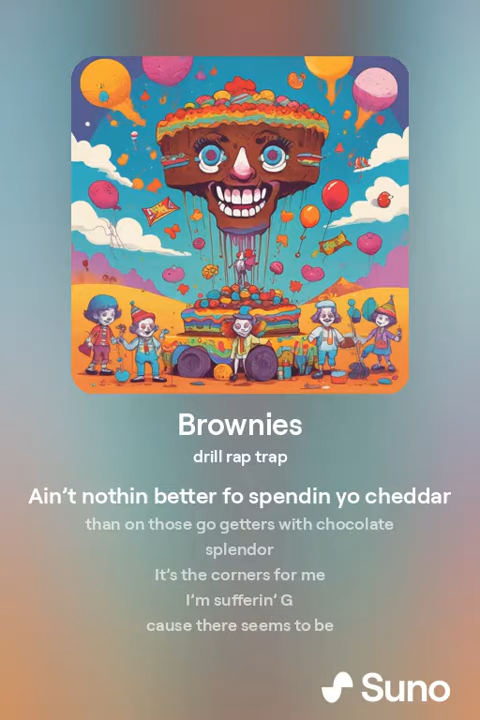 Brownies
drill rap trap
Ain’t nothin better fo spendin yo cheddar
than on those go getters with chocolate
splendor
It’s the corners for me
I’m sufferin’ G
cause there seems to be
Suno